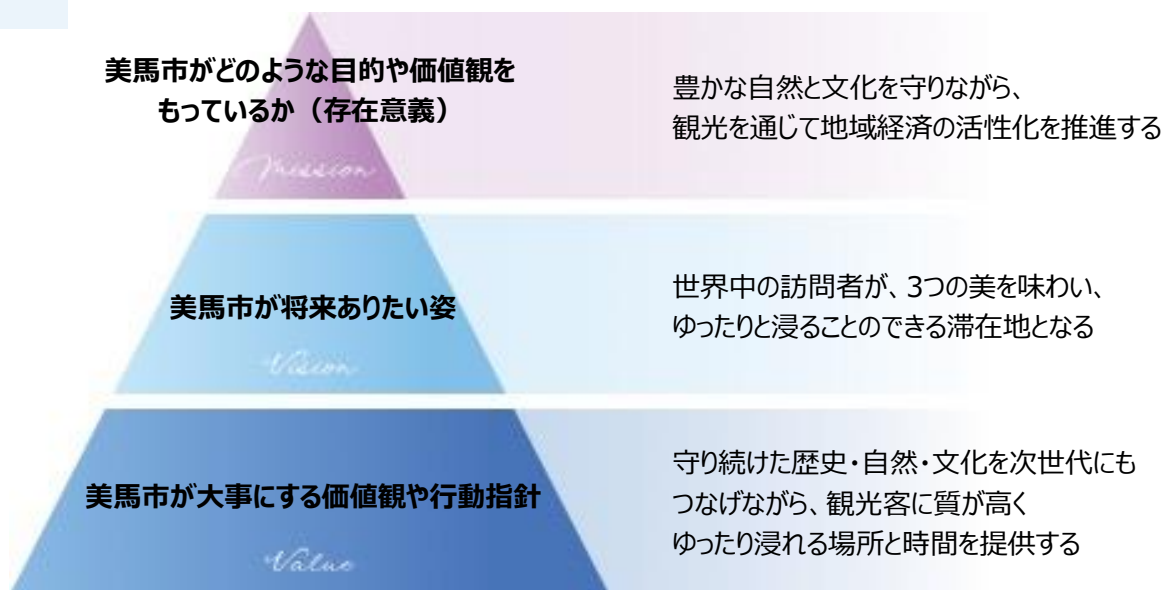 美馬市がどのような目的や価値観を
もっているか（存在意義）
Mission
豊かな自然と文化を守りながら、
観光を通じて地域経済の活性化を推進する
美馬市が将来ありたい姿
Vision
世界中の訪問者が、3つの美を味わい、
ゆったりと浸ることのできる滞在地となる
美馬市が大事にする価値観や行動指針
Value
守り続けた歴史・自然・文化を次世代にも
つなげながら、観光客に質が高く
ゆったり浸れる場所と時間を提供する